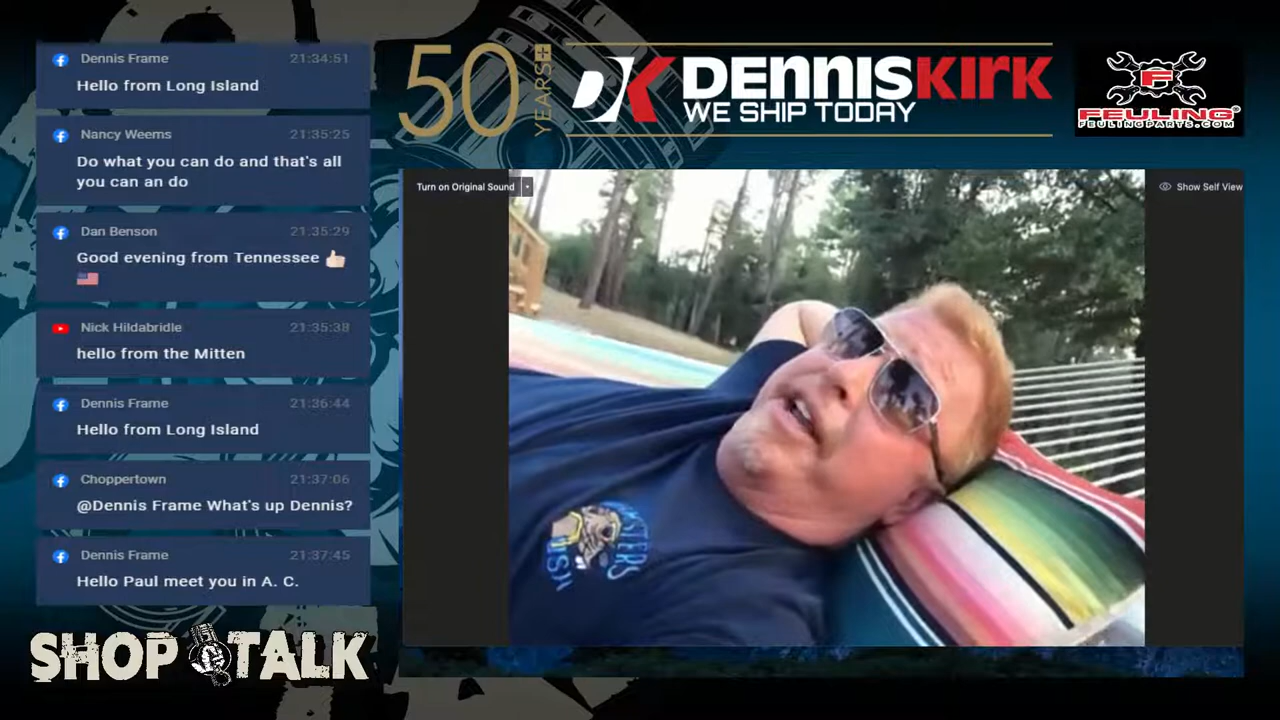 Dennis Frame 21:34:51
Hello from Long Island
Nancy Weems 21:35:25
Do what you can do and that's all
you can an do
Dan Benson 21:35:29
Good evening from Tennessee
Nick Hildabridle 21:35:38
hello from the Mitten
Dennis Frame 21:36:44
Hello from Long Island
Choppertown 21:37:06
@Dennis Frame What's up Dennis?
Dennis Frame 21:37:45
Hello Paul meet you in A. C.
SHOP TALK
50 YEARS+
DK DENNIS KIRK
WE SHIP TODAY
F
FEULING®
FEULINGPARTS.COM
Turn on Original Sound
Show Self View